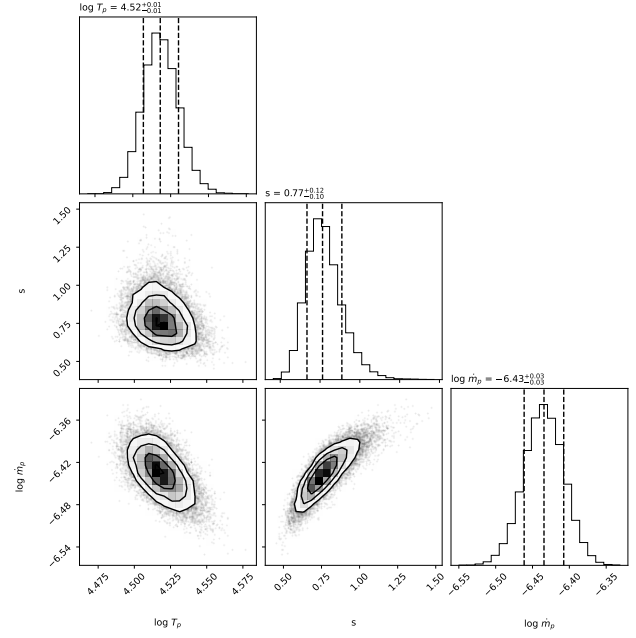 log T_p = 4.52^{+0.01}_{−0.01}
s = 0.77^{+0.12}_{−0.10}
log ṁ_p = −6.43^{+0.03}_{−0.03}
1.50
1.25
1.00
0.75
0.50
s
−6.36
−6.42
−6.48
−6.54
log ṁ_p
4.475 4.500 4.525 4.550 4.575
0.50 0.75 1.00 1.25 1.50
−6.55 −6.50 −6.45 −6.40 −6.35
log T_p
s
log ṁ_p